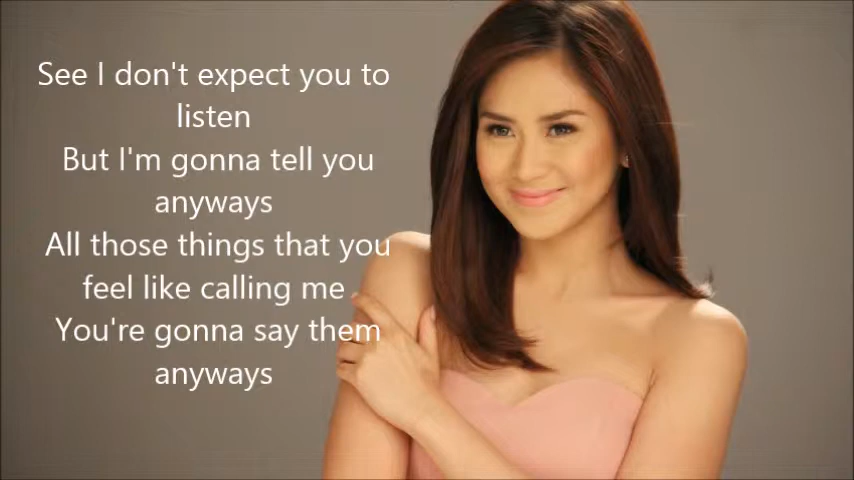 See I don't expect you to
listen
But I'm gonna tell you
anyways
All those things that you
feel like calling me
You're gonna say them
anyways